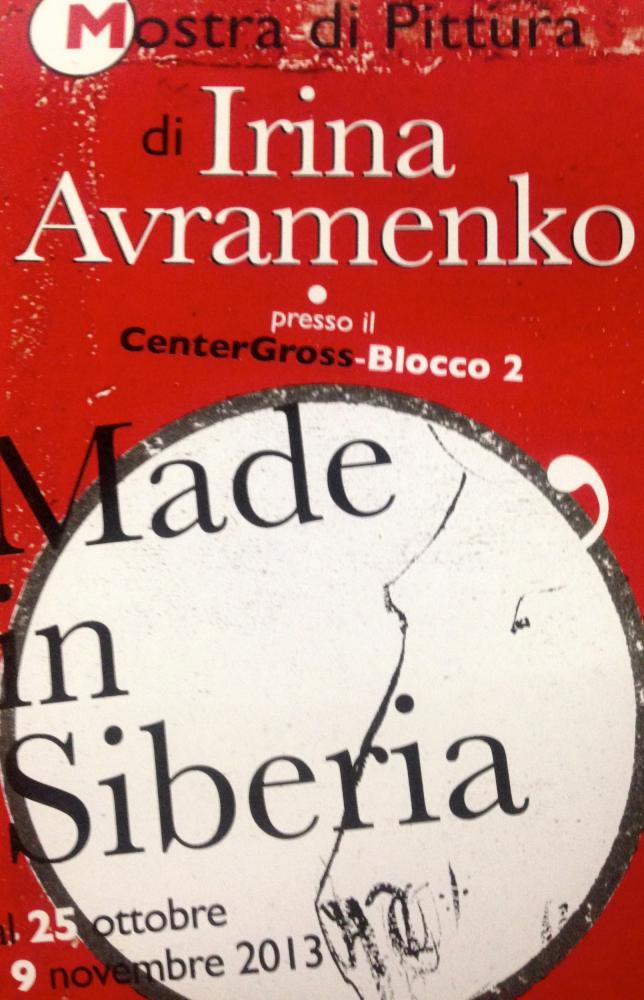 Mostra di Pittura
di Irina
Avramenko
presso il
CenterGross-Blocco 2
Made
in
Siberia
al 25 ottobre
9 novembre 2013